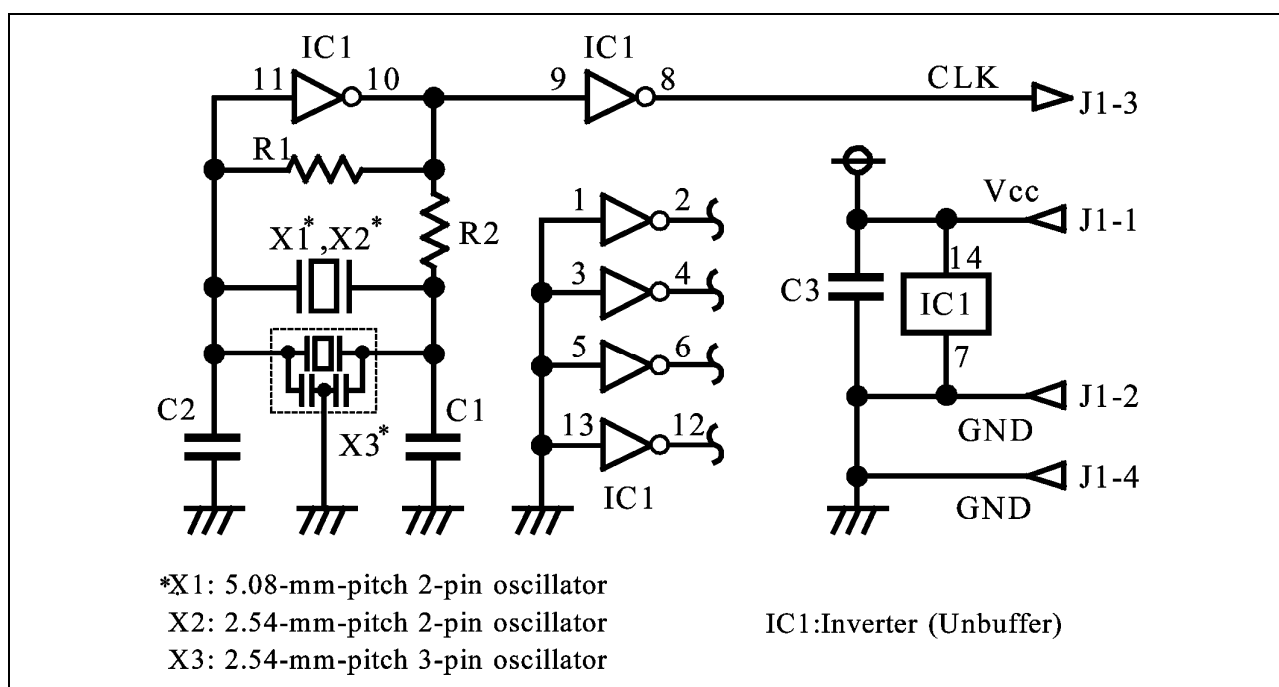 IC1 IC1
11 10 9 8 CLK J1-3
R1
1 2 Vcc J1-1
X1*,X2* R2
3 4 C3 14 IC1
5 6 7
C2 C1 J1-2
X3* 13 12 GND
IC1 J1-4
GND
*X1: 5.08-mm-pitch 2-pin oscillator
X2: 2.54-mm-pitch 2-pin oscillator
X3: 2.54-mm-pitch 3-pin oscillator
IC1:Inverter (Unbuffer)